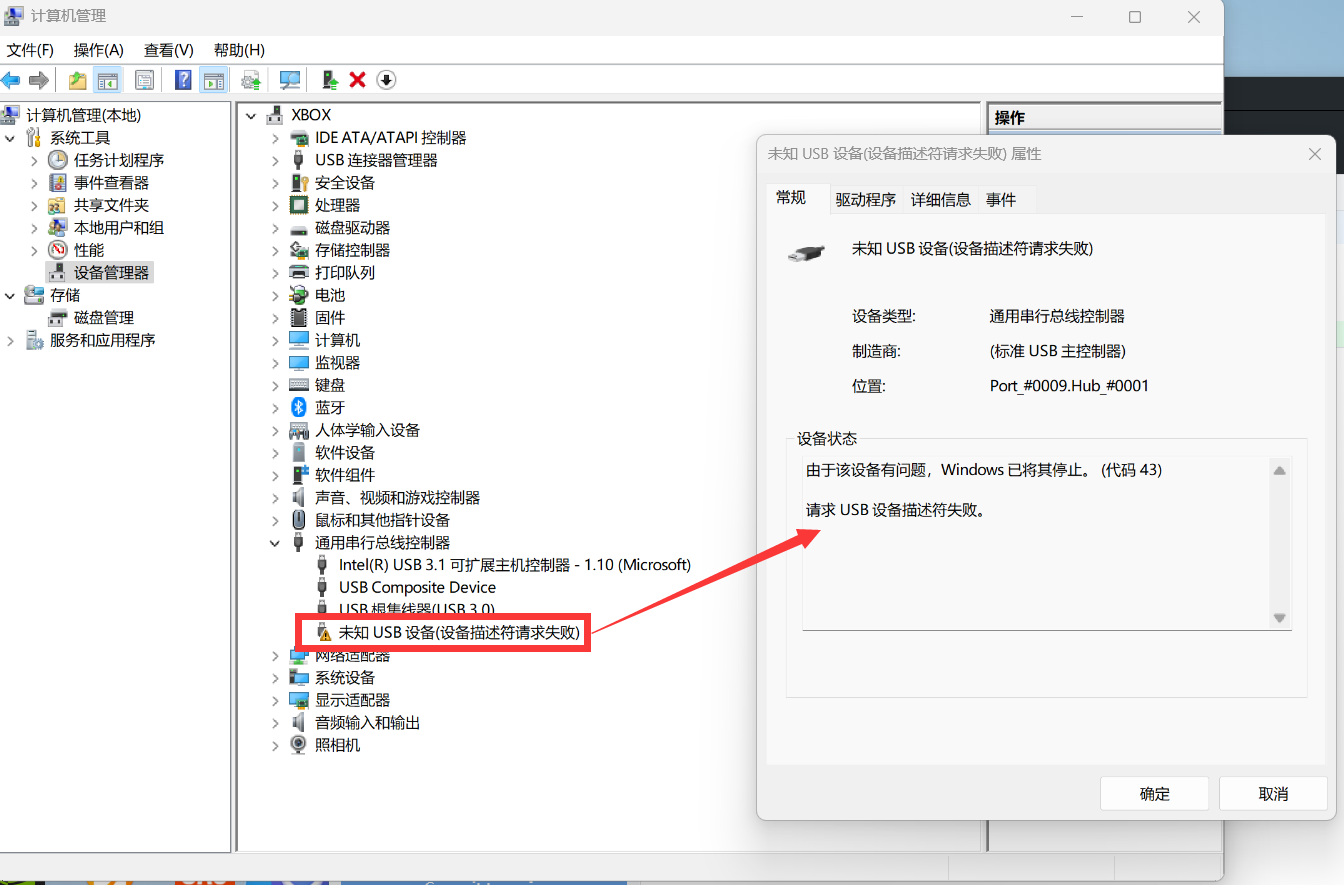 计算机管理
文件(F) 操作(A) 查看(V) 帮助(H)
计算机管理(本地)
系统工具
任务计划程序
事件查看器
共享文件夹
本地用户和组
性能
设备管理器
存储
磁盘管理
服务和应用程序
XBOX
IDE ATA/ATAPI 控制器
USB 连接器管理器
安全设备
处理器
磁盘驱动器
存储控制器
打印队列
电池
固件
计算机
监视器
键盘
蓝牙
人体学输入设备
软件设备
软件组件
声音、视频和游戏控制器
鼠标和其他指针设备
通用串行总线控制器
Intel(R) USB 3.1 可扩展主机控制器 - 1.10 (Microsoft)
USB Composite Device
USB 根集线器(USB 3.0)
未知 USB 设备(设备描述符请求失败)
网络适配器
系统设备
显示适配器
音频输入和输出
照相机
操作
未知 USB 设备(设备描述符请求失败) 属性
常规 驱动程序 详细信息 事件
未知 USB 设备(设备描述符请求失败)
设备类型: 通用串行总线控制器
制造商: (标准 USB 主控制器)
位置: Port_#0009.Hub_#0001
设备状态
由于该设备有问题，Windows 已将其停止。 (代码 43)
请求 USB 设备描述符失败。
确定 取消